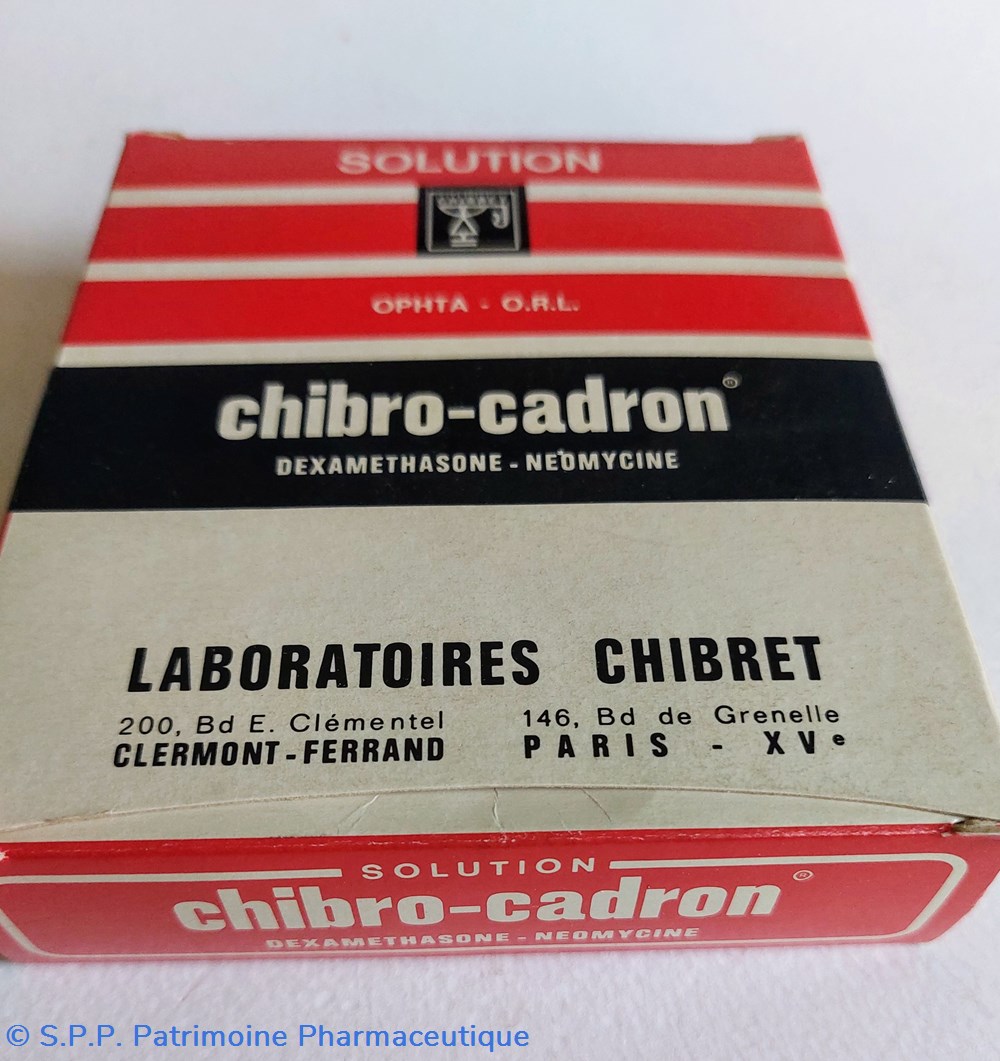 SOLUTION
CHIBRET
OPHTA - O.R.L.
chibro-cadron®
DEXAMETHASONE - NEOMYCINE
LABORATOIRES CHIBRET
200, Bd E. Clémentel
CLERMONT-FERRAND
146, Bd de Grenelle
PARIS - XVe
SOLUTION
chibro-cadron®
DEXAMETHASONE - NEOMYCINE
© S.P.P. Patrimoine Pharmaceutique